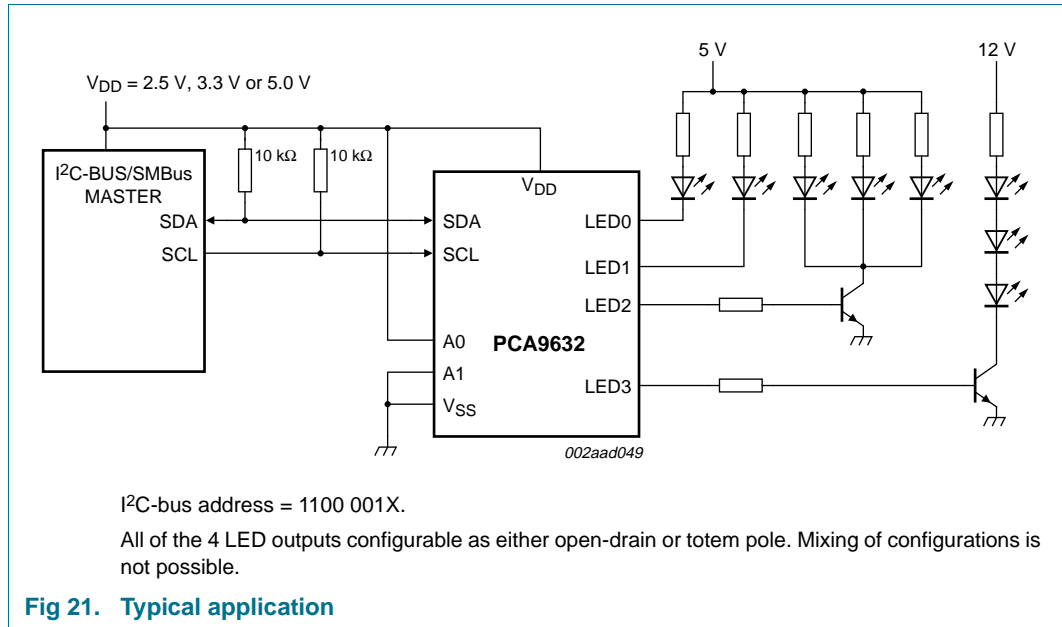 5 V
12 V
VDD = 2.5 V, 3.3 V or 5.0 V
10 kΩ
10 kΩ
I2C-BUS/SMBus
MASTER
SDA
SCL
VDD
SDA
SCL
A0
A1
VSS
PCA9632
LED0
LED1
LED2
LED3
002aad049
I2C-bus address = 1100 001X.
All of the 4 LED outputs configurable as either open-drain or totem pole. Mixing of configurations is
not possible.
Fig 21. Typical application